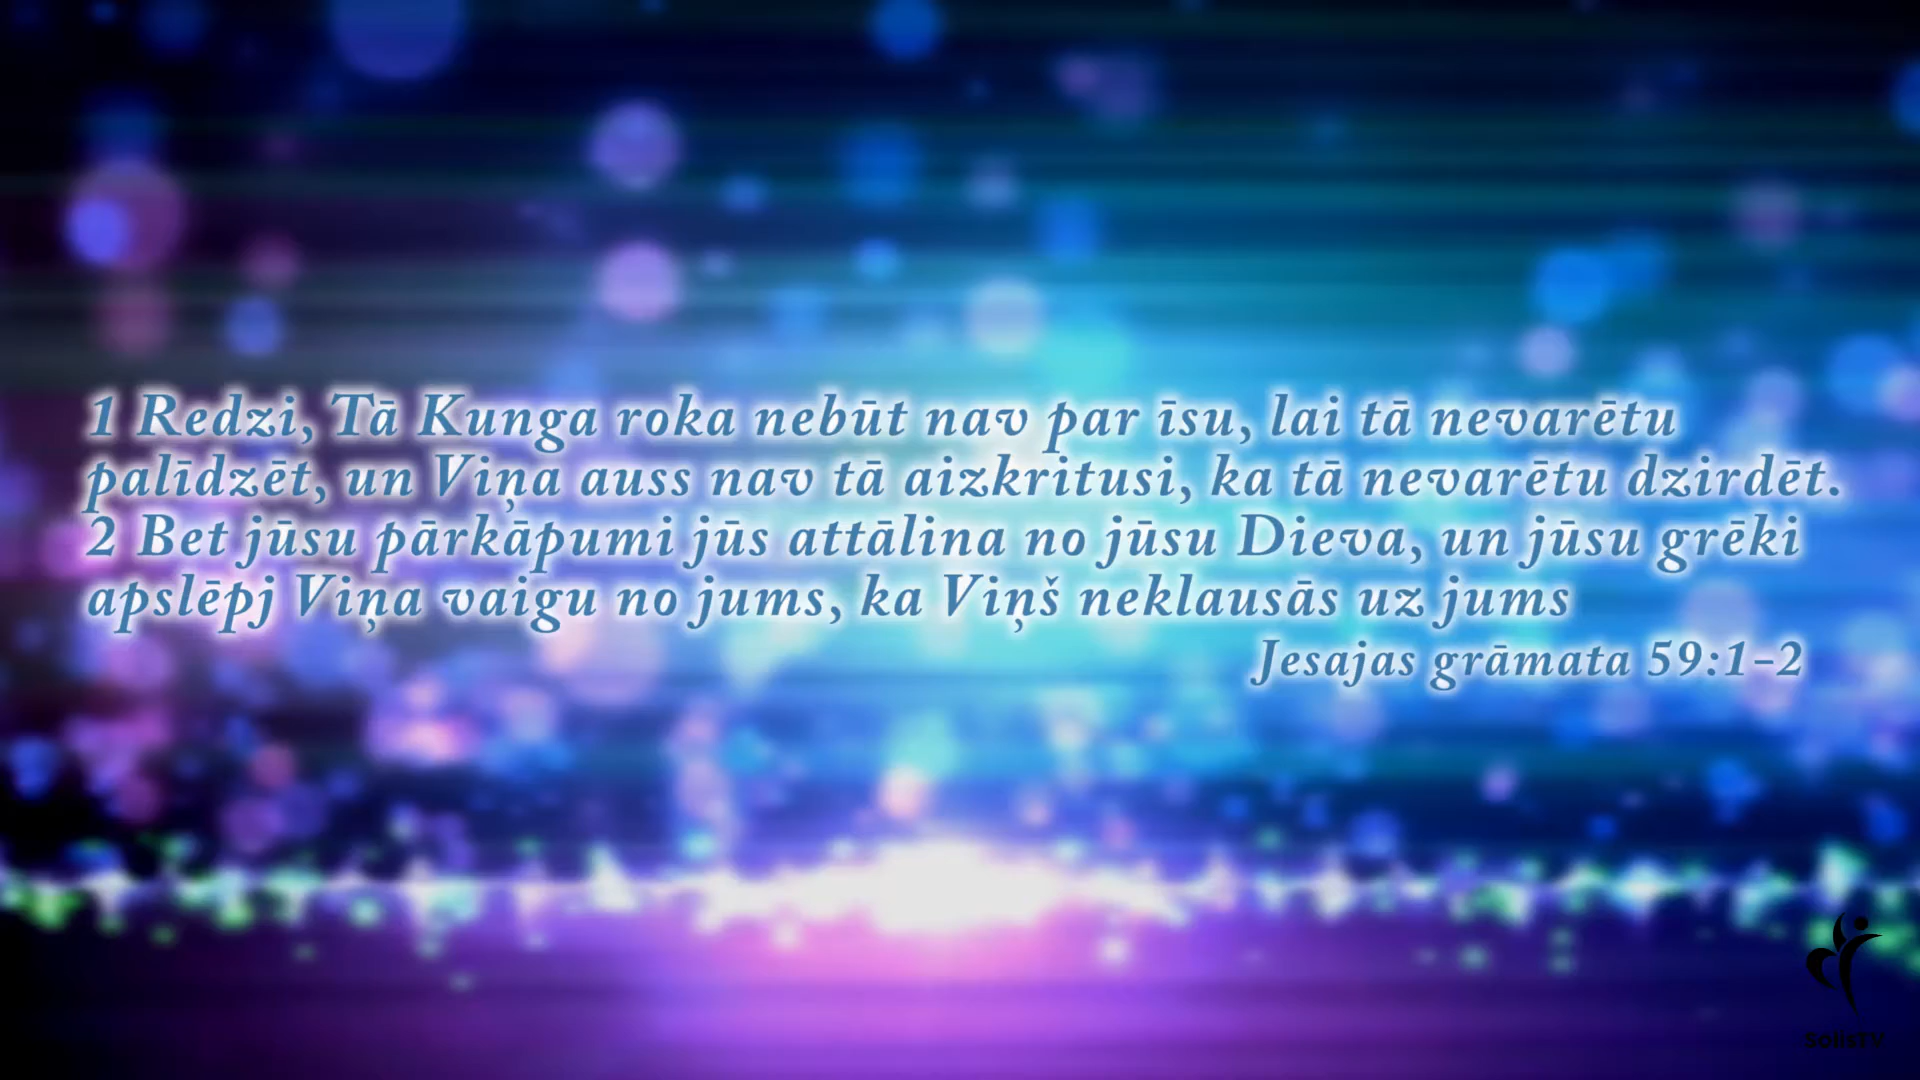 1 Redzi, Tā Kunga roka nebūt nav par īsu, lai tā nevarētu
palīdzēt, un Viņa auss nav tā aizkritusi, ka tā nevarētu dzirdēt.
2 Bet jūsu pārkāpumi jūs attālina no jūsu Dieva, un jūsu grēki
apslēpj Viņa vaigu no jums, ka Viņš neklausās uz jums
Jesajas grāmata 59:1-2
SolisTV